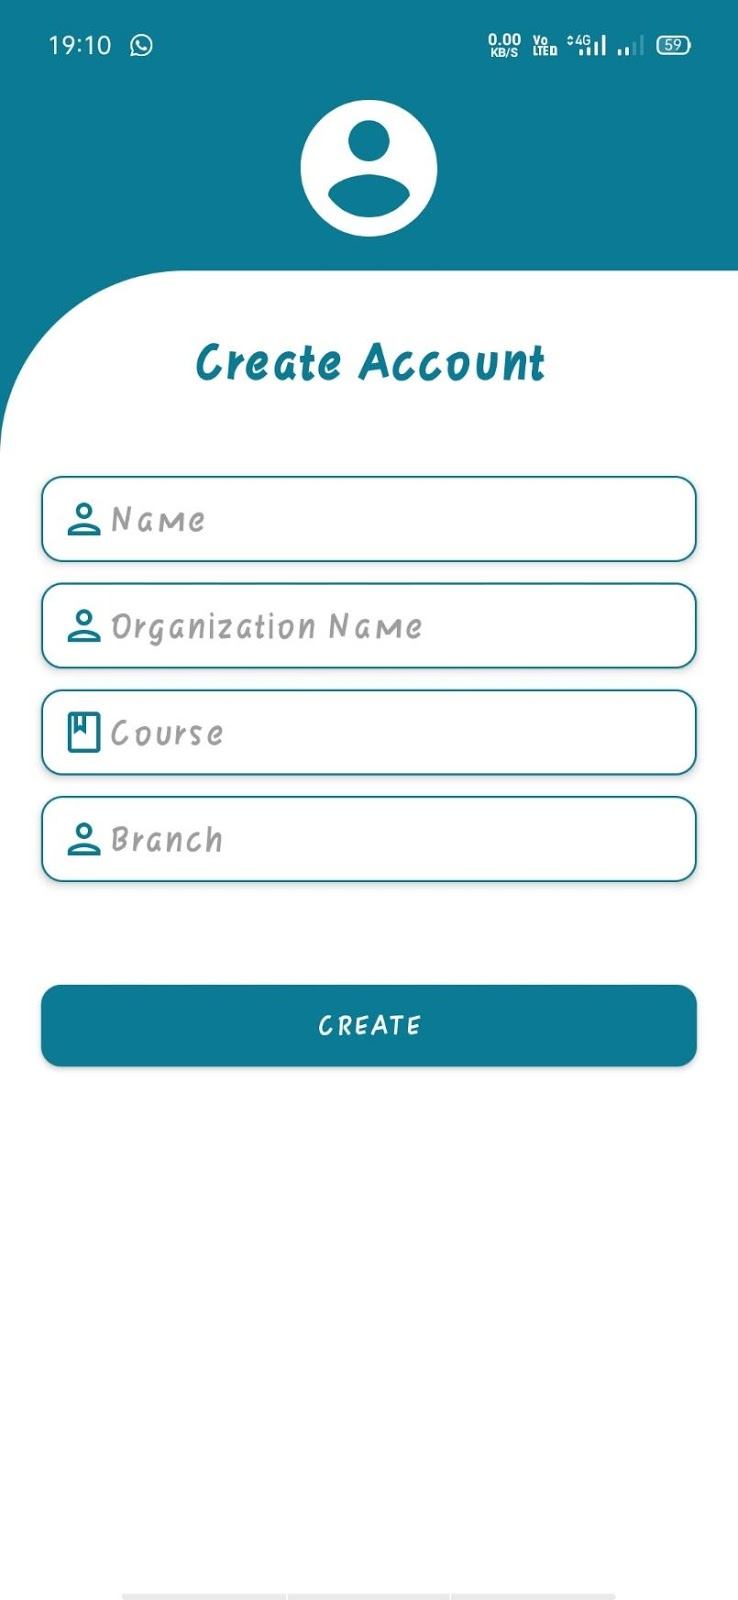 19:10 0.00 KB/S Vo LTE 4G 59
Create Account
Name
Organization Name
Course
Branch
CREATE